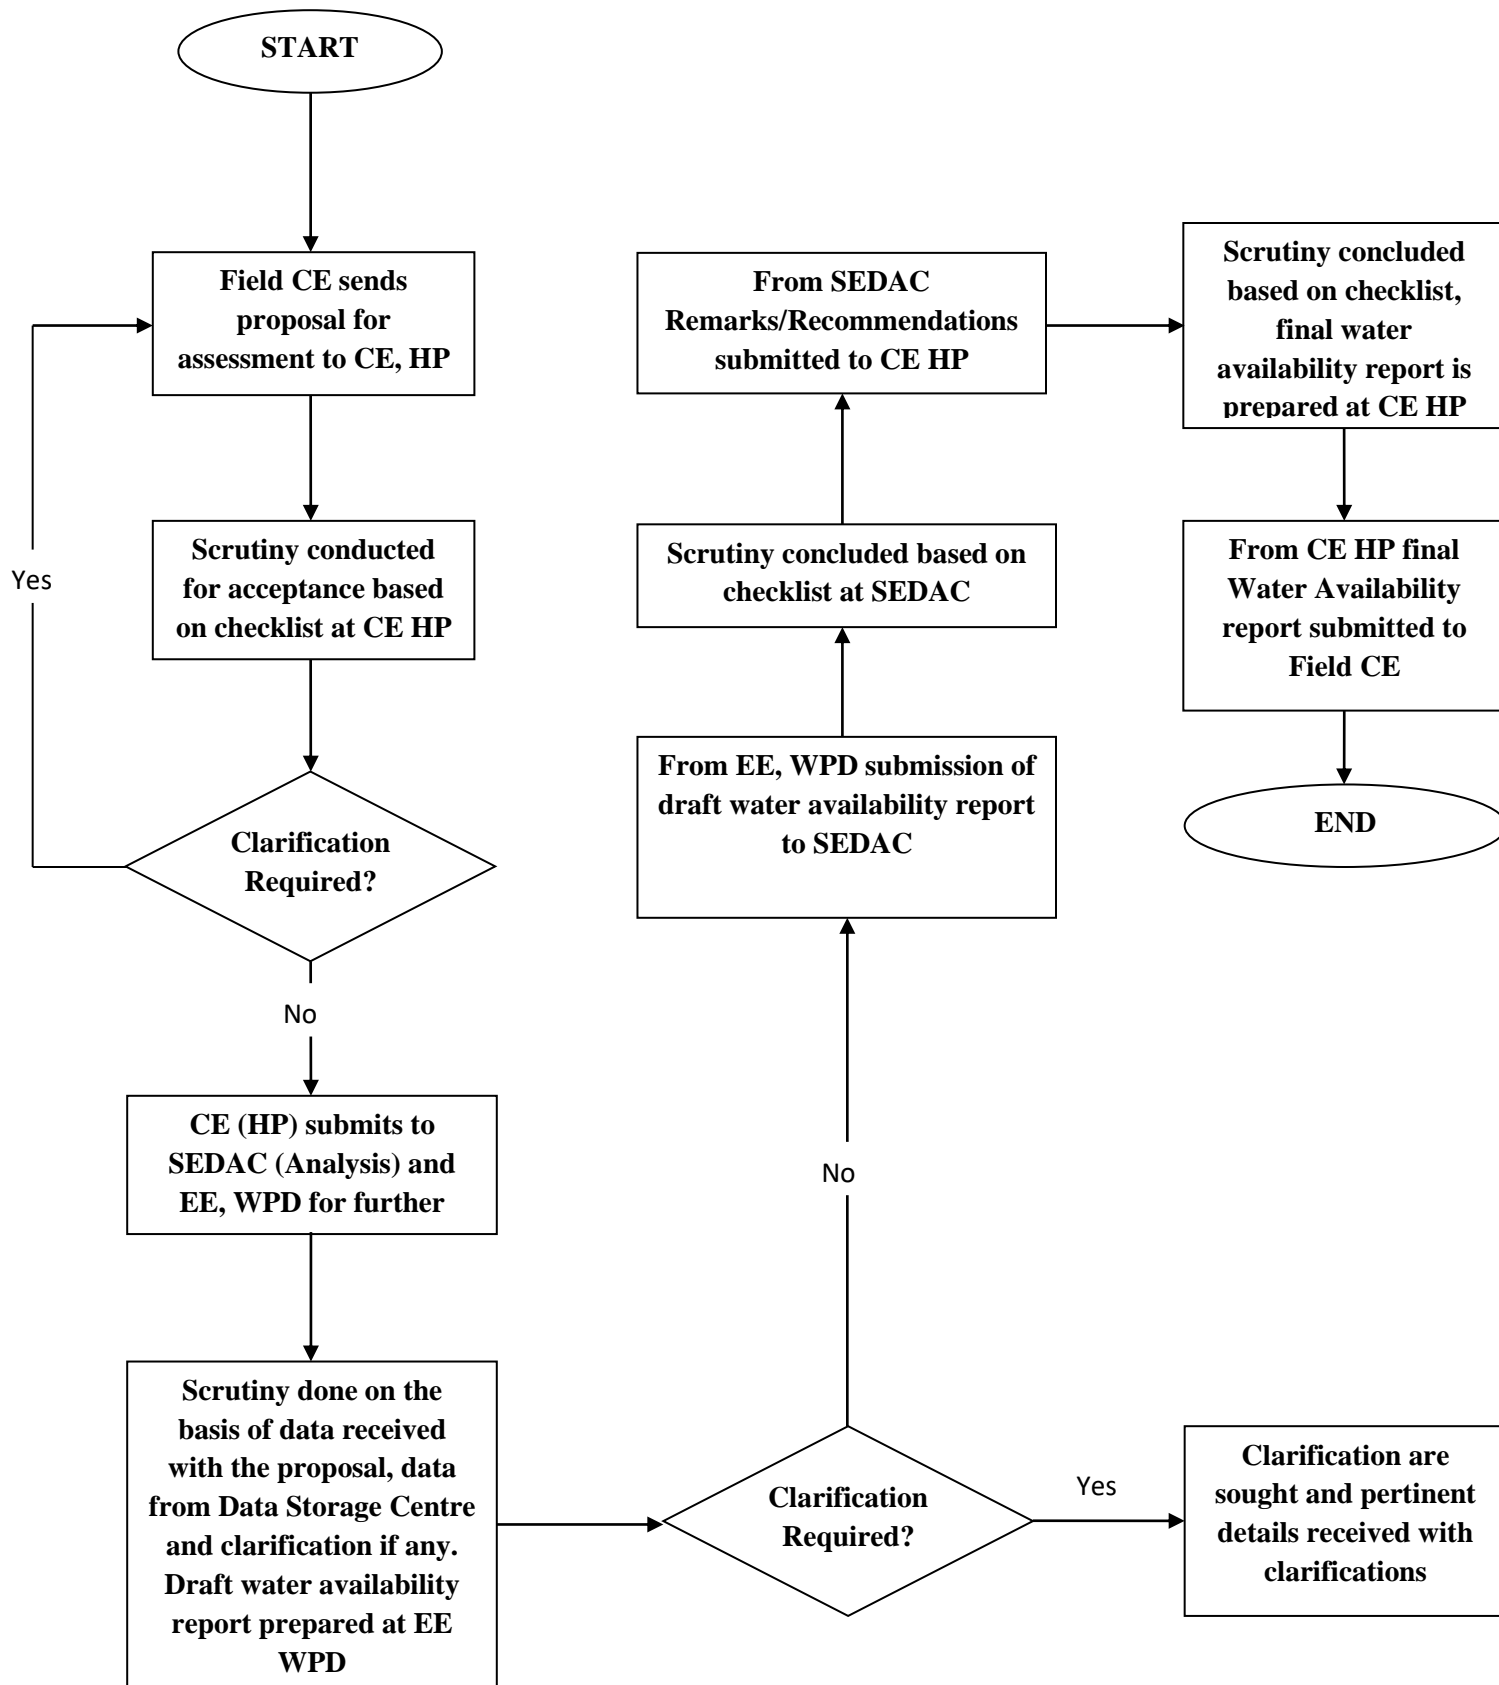 START
Field CE sends
proposal for
assessment to CE, HP
Scrutiny conducted
for acceptance based
on checklist at CE HP
Yes
Clarification
Required?
No
CE (HP) submits to
SEDAC (Analysis) and
EE, WPD for further
Scrutiny done on the
basis of data received
with the proposal, data
from Data Storage Centre
and clarification if any.
Draft water availability
report prepared at EE
WPD
Clarification
Required?
Yes
Clarification are
sought and pertinent
details received with
clarifications
No
From EE, WPD submission of
draft water availability report
to SEDAC
Scrutiny concluded based on
checklist at SEDAC
From SEDAC
Remarks/Recommendations
submitted to CE HP
Scrutiny concluded
based on checklist,
final water
availability report is
prepared at CE HP
From CE HP final
Water Availability
report submitted to
Field CE
END